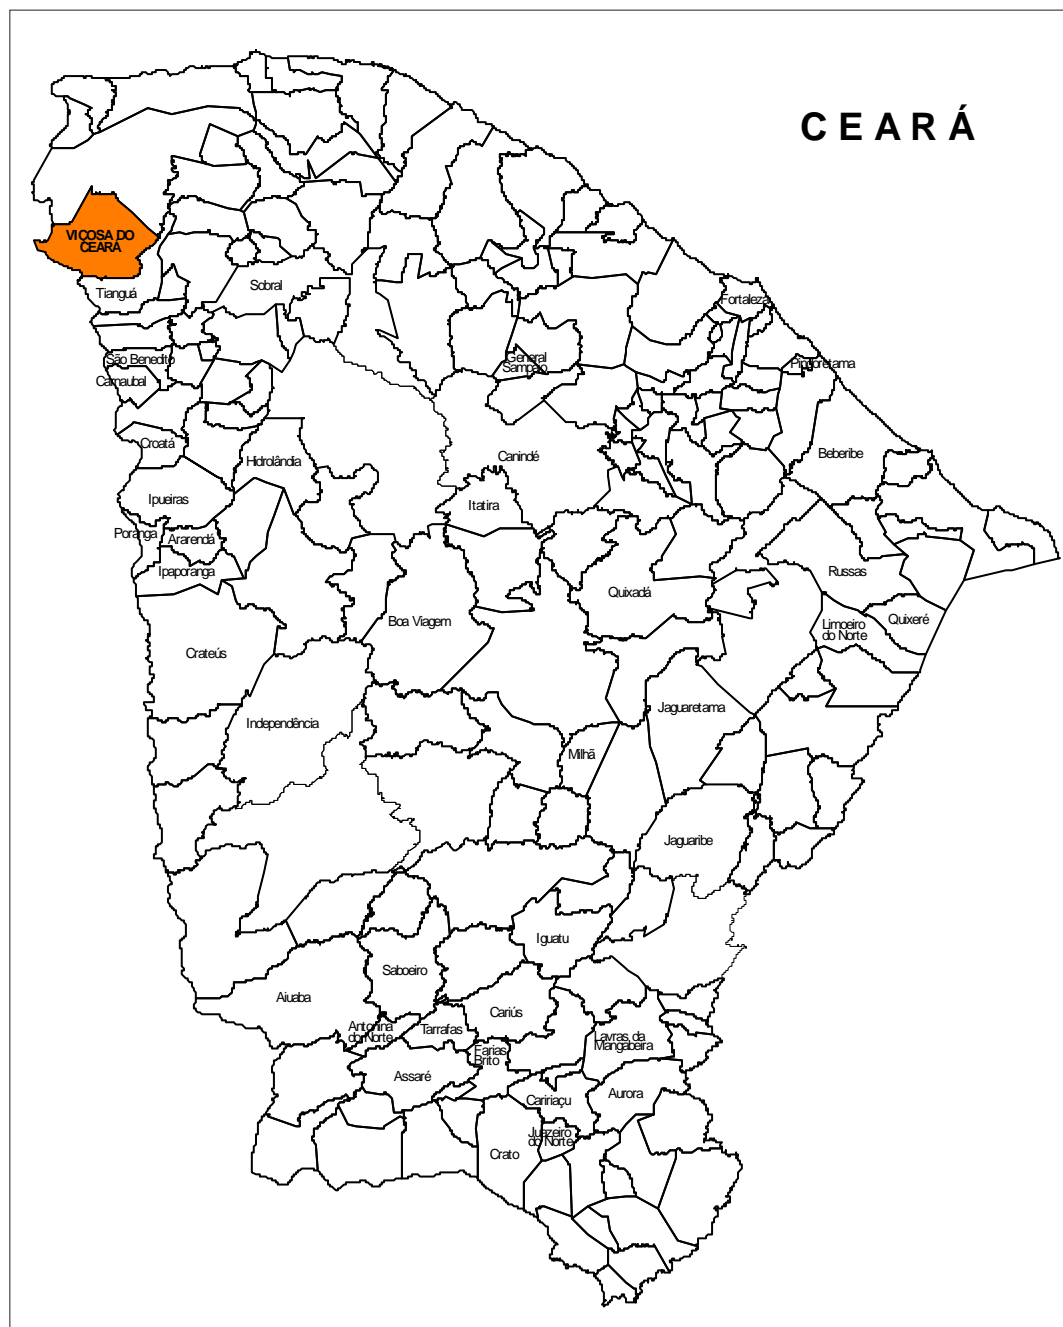 CEARÁ
VIÇOSA DO
CEARÁ
Tianguá
Sobral
Fortaleza
São Benedito
General
Sampaio
Pindoretama
Carnaubal
Croatá
Hidrolândia
Canindé
Beberibe
Ipueiras
Itatira
Poranga
Ararendá
Ipaporanga
Russas
Quixadá
Boa Viagem
Limoeiro
do Norte
Quixeré
Crateús
Independência
Jaguaretama
Milhã
Jaguaribe
Iguatu
Saboeiro
Aiuaba
Cariús
Antonina
do Norte
Tarrafas
Lavras da
Mangabeira
Farias
Brito
Assaré
Caririaçu
Aurora
Juazeiro
do Norte
Crato